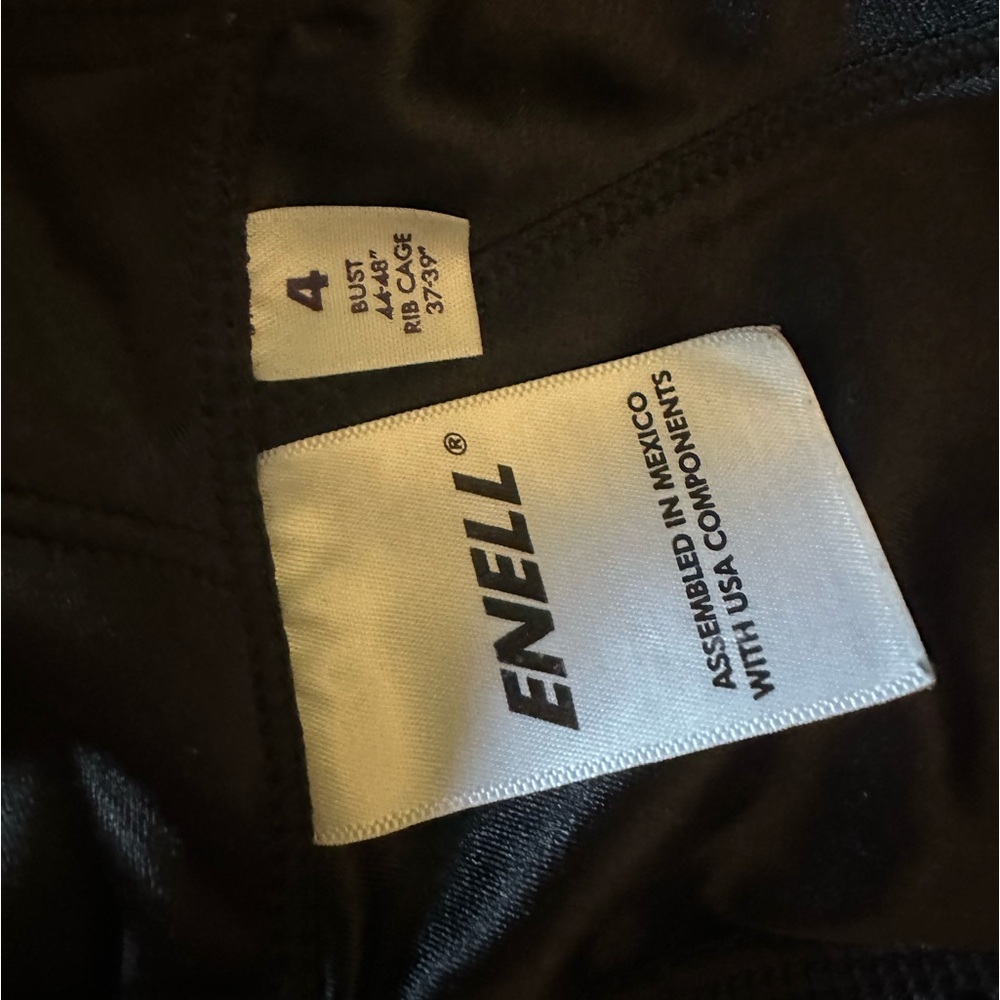 4
BUST
44-48"
RIB CAGE
37-39"
ENELL®
ASSEMBLED IN MEXICO
WITH USA COMPONENTS